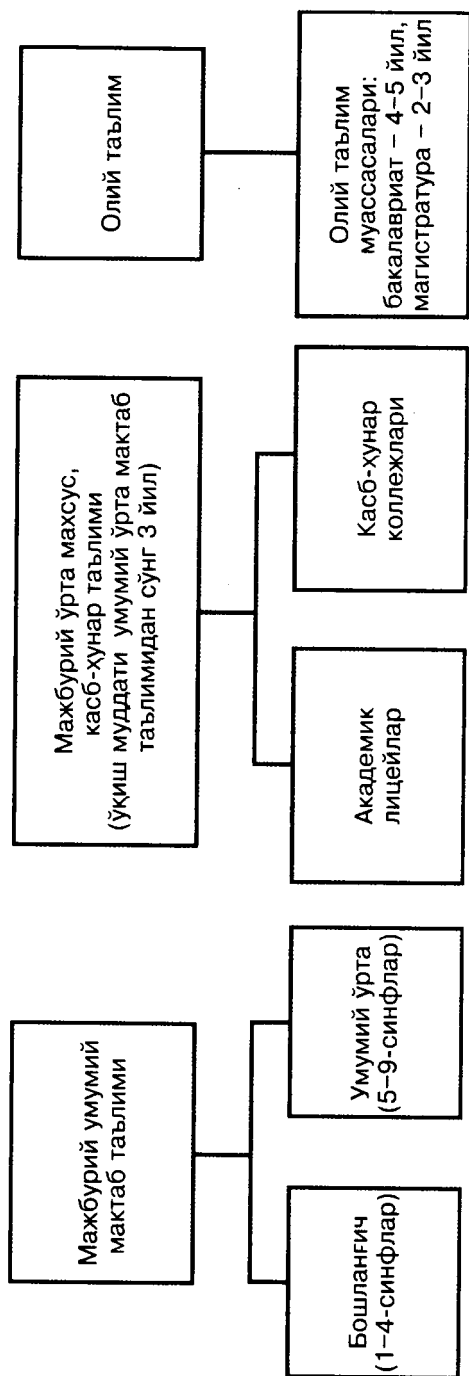 Мажбурий умумий
мактаб таълими
Бошланғич
(1–4-синфлар)
Умумий ўрта
(5–9-синфлар)
Мажбурий ўрта махсус,
касб-ҳунар таълими
(ўқиш муддати умумий ўрта мактаб
таълимидан сўнг 3 йил)
Академик
лицейлар
Касб-ҳунар
коллежлари
Олий таълим
Олий таълим
муассасалари:
бакалавриат – 4–5 йил,
магистратура – 2–3 йил